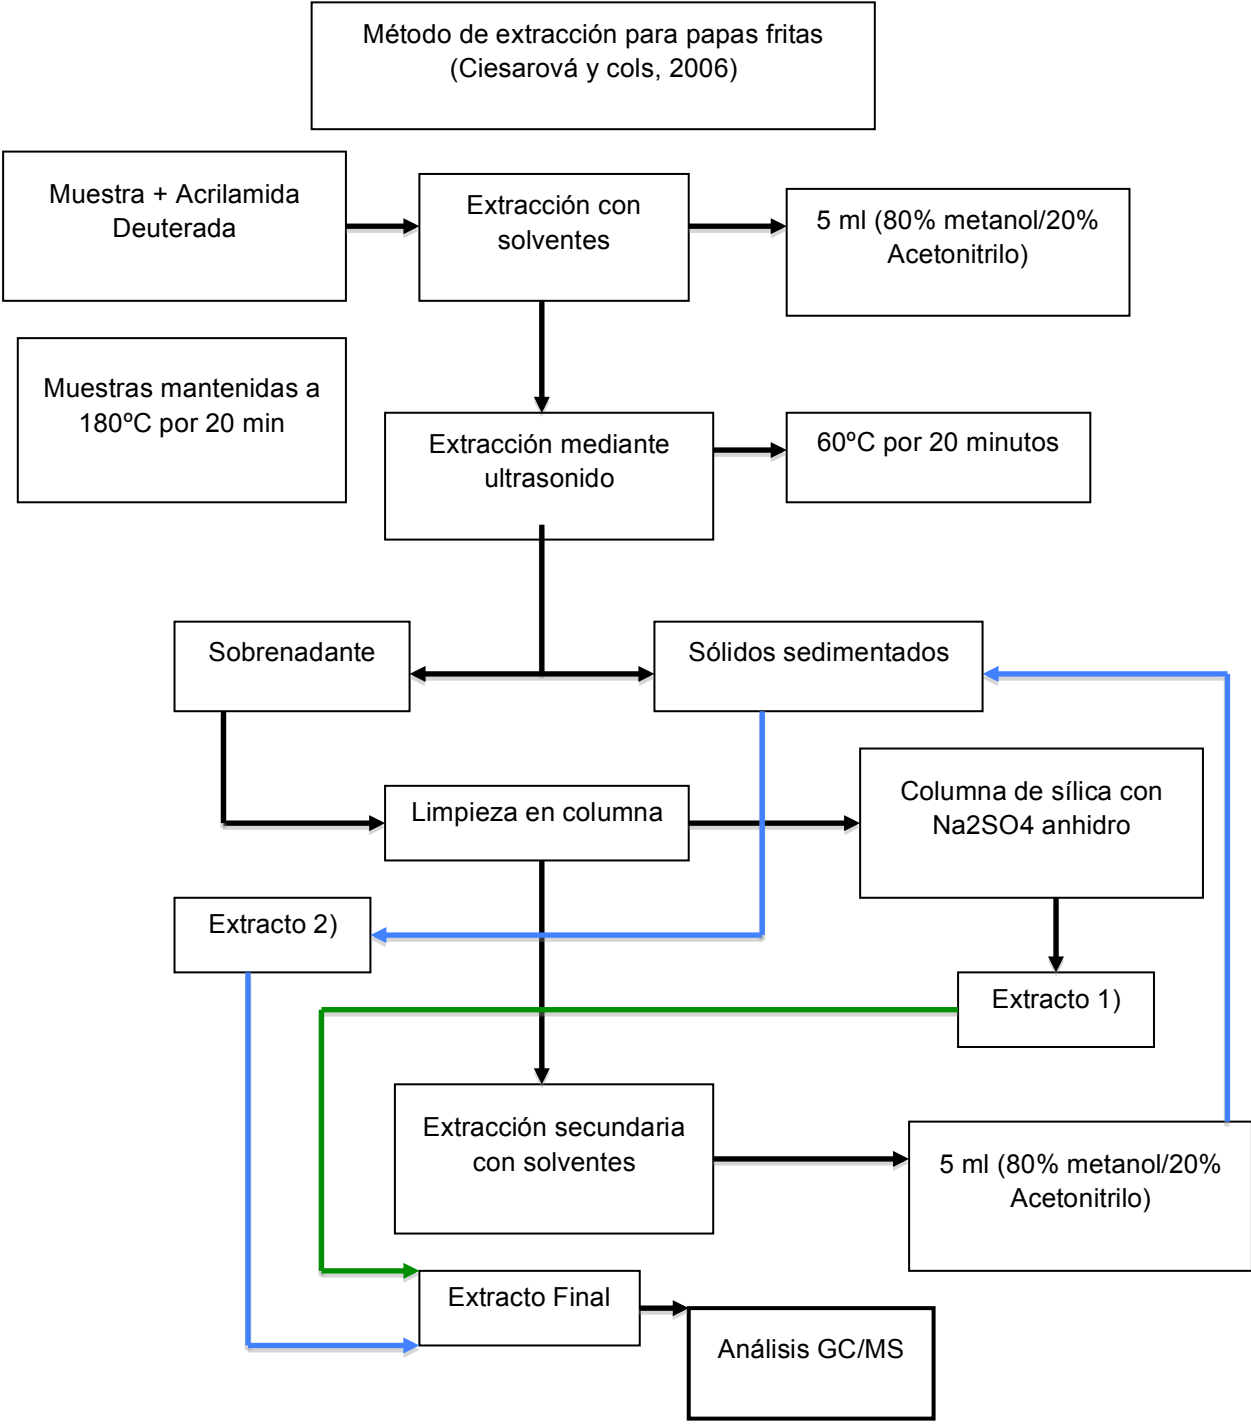 Método de extracción para papas fritas
(Ciesarová y cols, 2006)
Muestra + Acrilamida
Deuterada
Extracción con
solventes
5 ml (80% metanol/20%
Acetonitrilo)
Muestras mantenidas a
180ºC por 20 min
Extracción mediante
ultrasonido
60ºC por 20 minutos
Sobrenadante
Sólidos sedimentados
Limpieza en columna
Columna de sílica con
Na2SO4 anhidro
Extracto 2)
Extracto 1)
Extracción secundaria
con solventes
5 ml (80% metanol/20%
Acetonitrilo)
Extracto Final
Análisis GC/MS